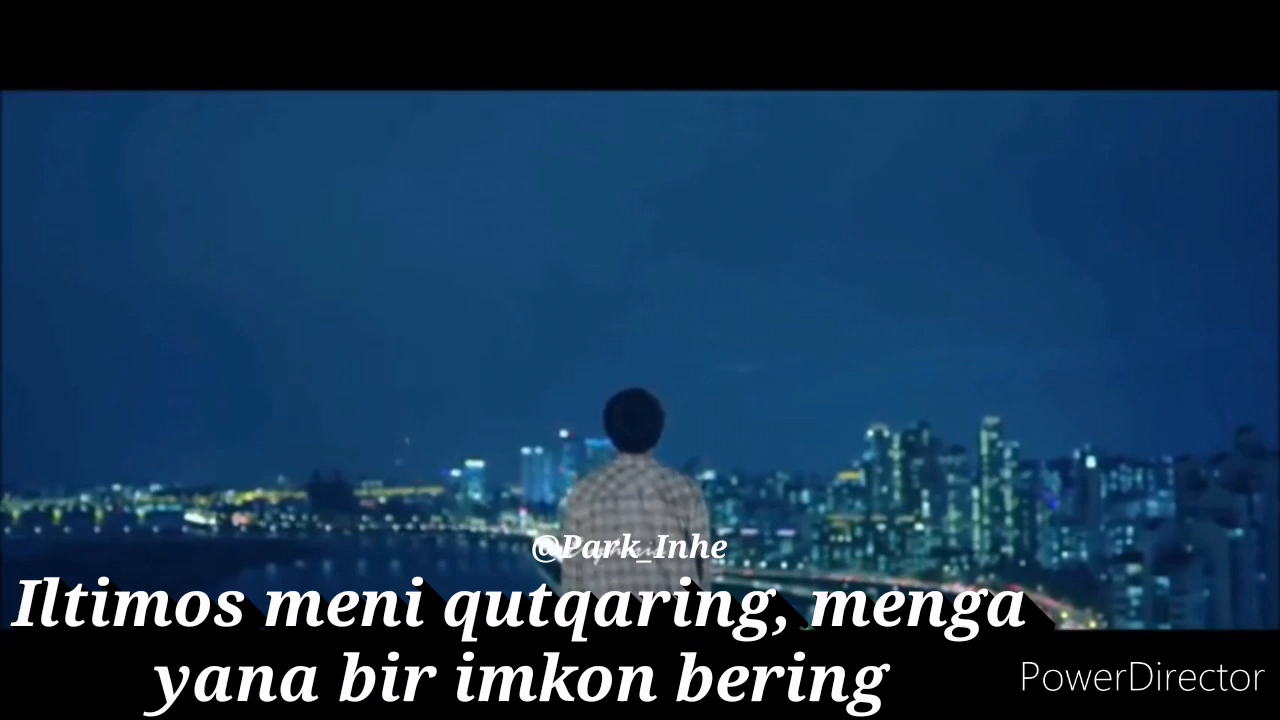 @Park_Inhe
Iltimos meni qutqaring, menga
yana bir imkon bering
PowerDirector